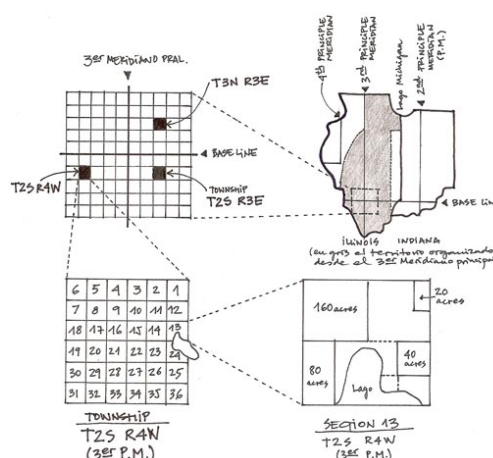 3er MERIDIANO PRAL.
T3N R3E
BASE LINE
T2S R4W
TOWNSHIP
T2S R3E
4th PRINCIPLE
MERIDIAN
3rd PRINCIPLE
MERIDIAN
Lago Michigan
2nd PRINCIPLE
MERIDIAN
(P.M.)
BASE LINE
ILLINOIS INDIANA
(en gris el territorio organizado
desde el 3er Meridiano principal
6 5 4 3 2 1
7 8 9 10 11 12
18 17 16 15 14 13
19 20 21 22 23 24
30 29 28 27 26 25
31 32 33 34 35 36
TOWNSHIP
T2S R4W
(3er P.M.)
160 acres
20
acres
80
acres
40
acres
Lago
SECTION 13
T2S R4W
(3er P.M.)